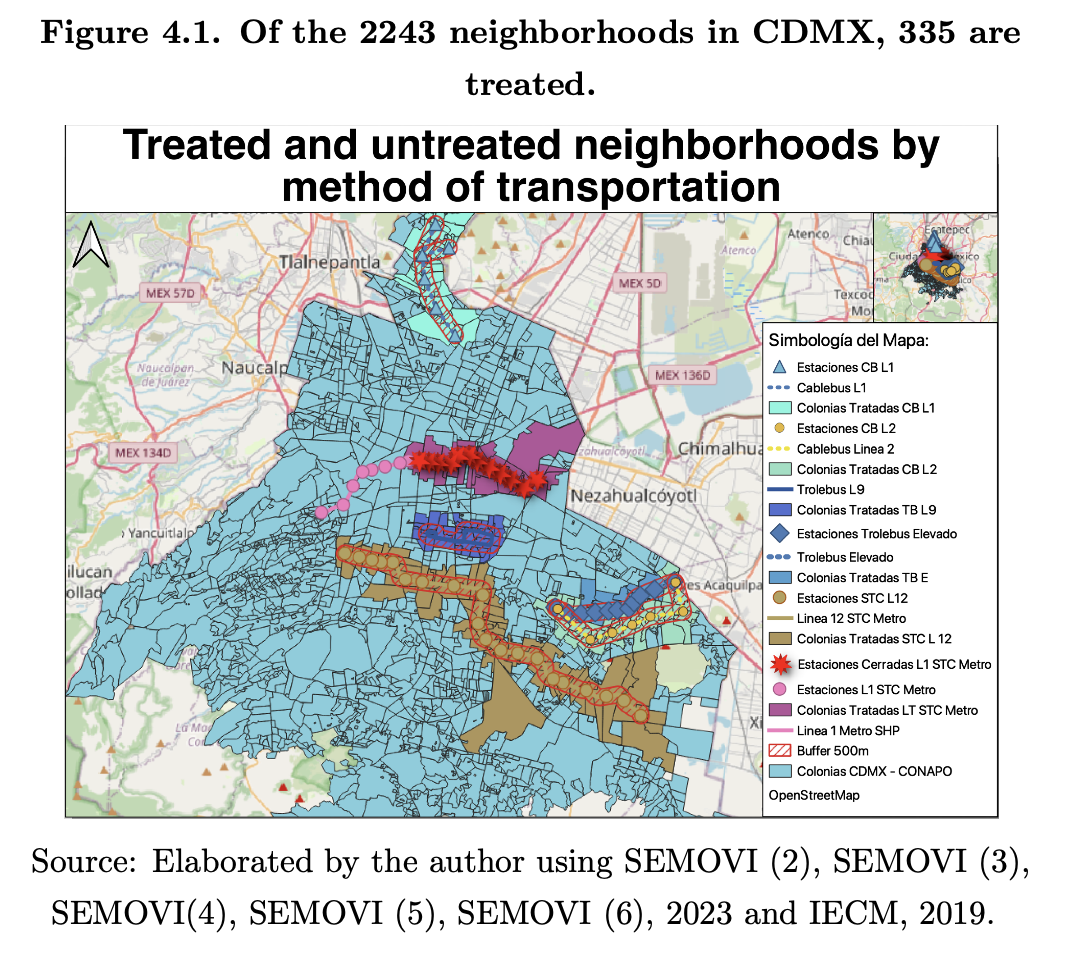 Figure 4.1. Of the 2243 neighborhoods in CDMX, 335 are
treated.
Treated and untreated neighborhoods by
method of transportation
Tlalnepantla
MEX 57D
Naucalpan
de Juárez
Naucalp
MEX 134D
Yancuitlalp
ilucan
ollad
La Ma
Co
MEX 5D
Atenco
Atenco
Chiau
Texcoc
Mo
MEX 136D
Chimalhua
zahualcóyotl
Nezahualcóyotl
es Acaquilpa
Xi
Ecatepec
Ciuda
éxico
Simbología del Mapa:
Estaciones CB L1
Cablebus L1
Colonias Tratadas CB L1
Estaciones CB L2
Cablebus Linea 2
Colonias Tratadas CB L2
Trolebus L9
Colonias Tratadas TB L9
Estaciones Trolebus Elevado
Trolebus Elevado
Colonias Tratadas TB E
Estaciones STC L12
Linea 12 STC Metro
Colonias Tratadas STC L 12
Estaciones Cerradas L1 STC Metro
Estaciones L1 STC Metro
Colonias Tratadas LT STC Metro
Linea 1 Metro SHP
Buffer 500m
Colonias CDMX - CONAPO
OpenStreetMap
Source: Elaborated by the author using SEMOVI (2), SEMOVI (3),
SEMOVI(4), SEMOVI (5), SEMOVI (6), 2023 and IECM, 2019.